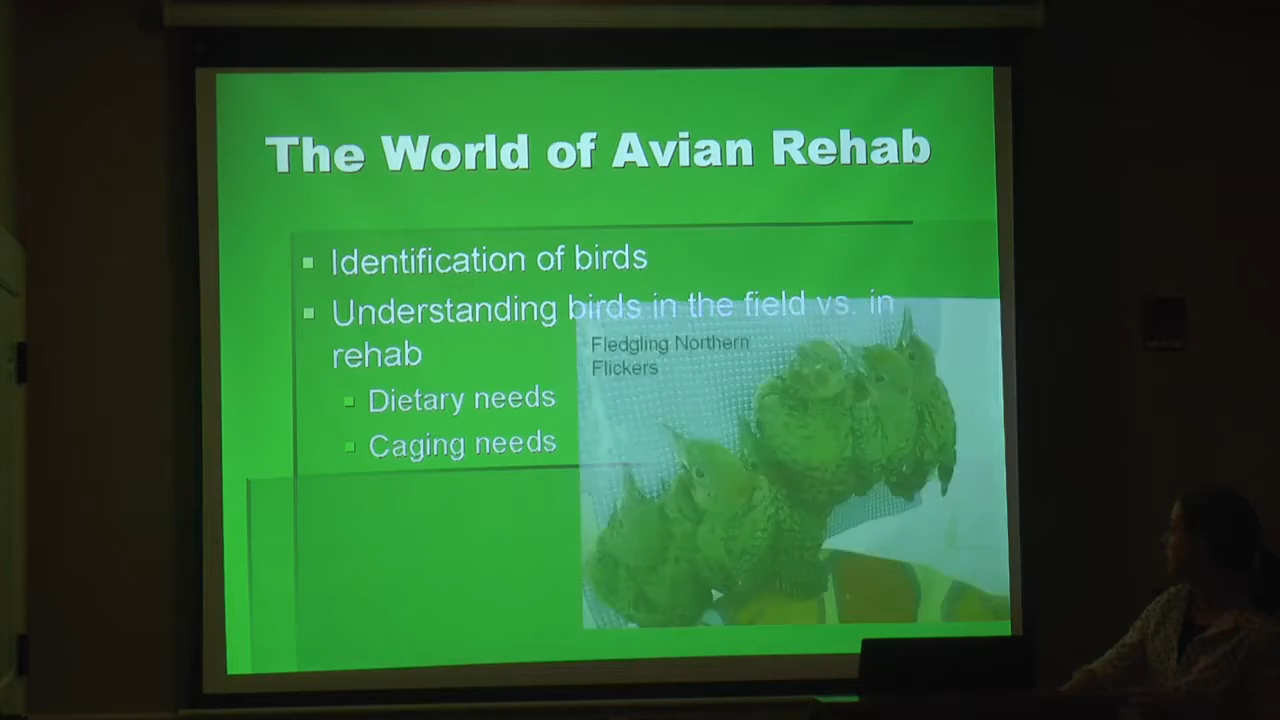 The World of Avian Rehab
Identification of birds
Understanding birds in the field vs. in
rehab
Dietary needs
Caging needs
Fledgling Northern
Flickers